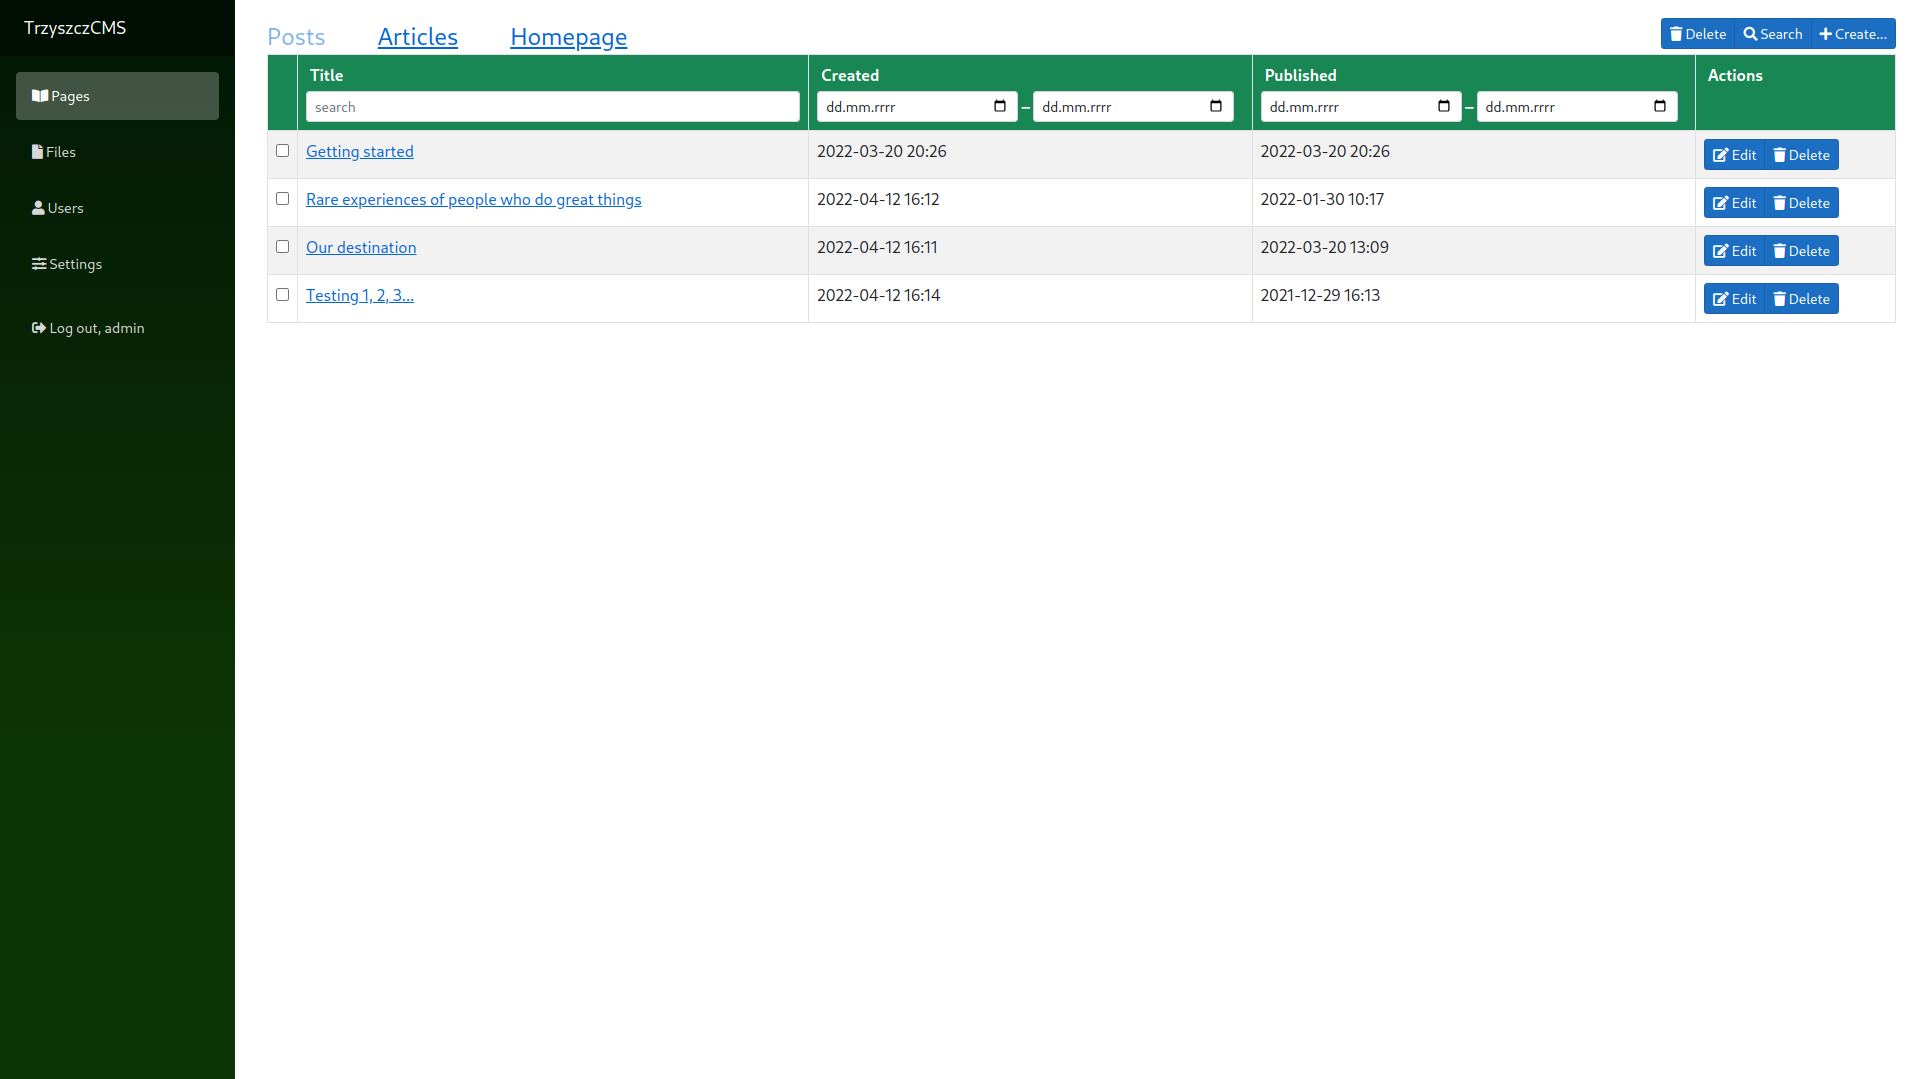 TrzyszczCMS
Pages
Files
Users
Settings
Log out, admin
Posts Articles Homepage
Delete Search Create...
Title Created Published Actions
search dd.mm.rrrr – dd.mm.rrrr dd.mm.rrrr – dd.mm.rrrr
Getting started 2022-03-20 20:26 2022-03-20 20:26 Edit Delete
Rare experiences of people who do great things 2022-04-12 16:12 2022-01-30 10:17 Edit Delete
Our destination 2022-04-12 16:11 2022-03-20 13:09 Edit Delete
Testing 1, 2, 3... 2022-04-12 16:14 2021-12-29 16:13 Edit Delete